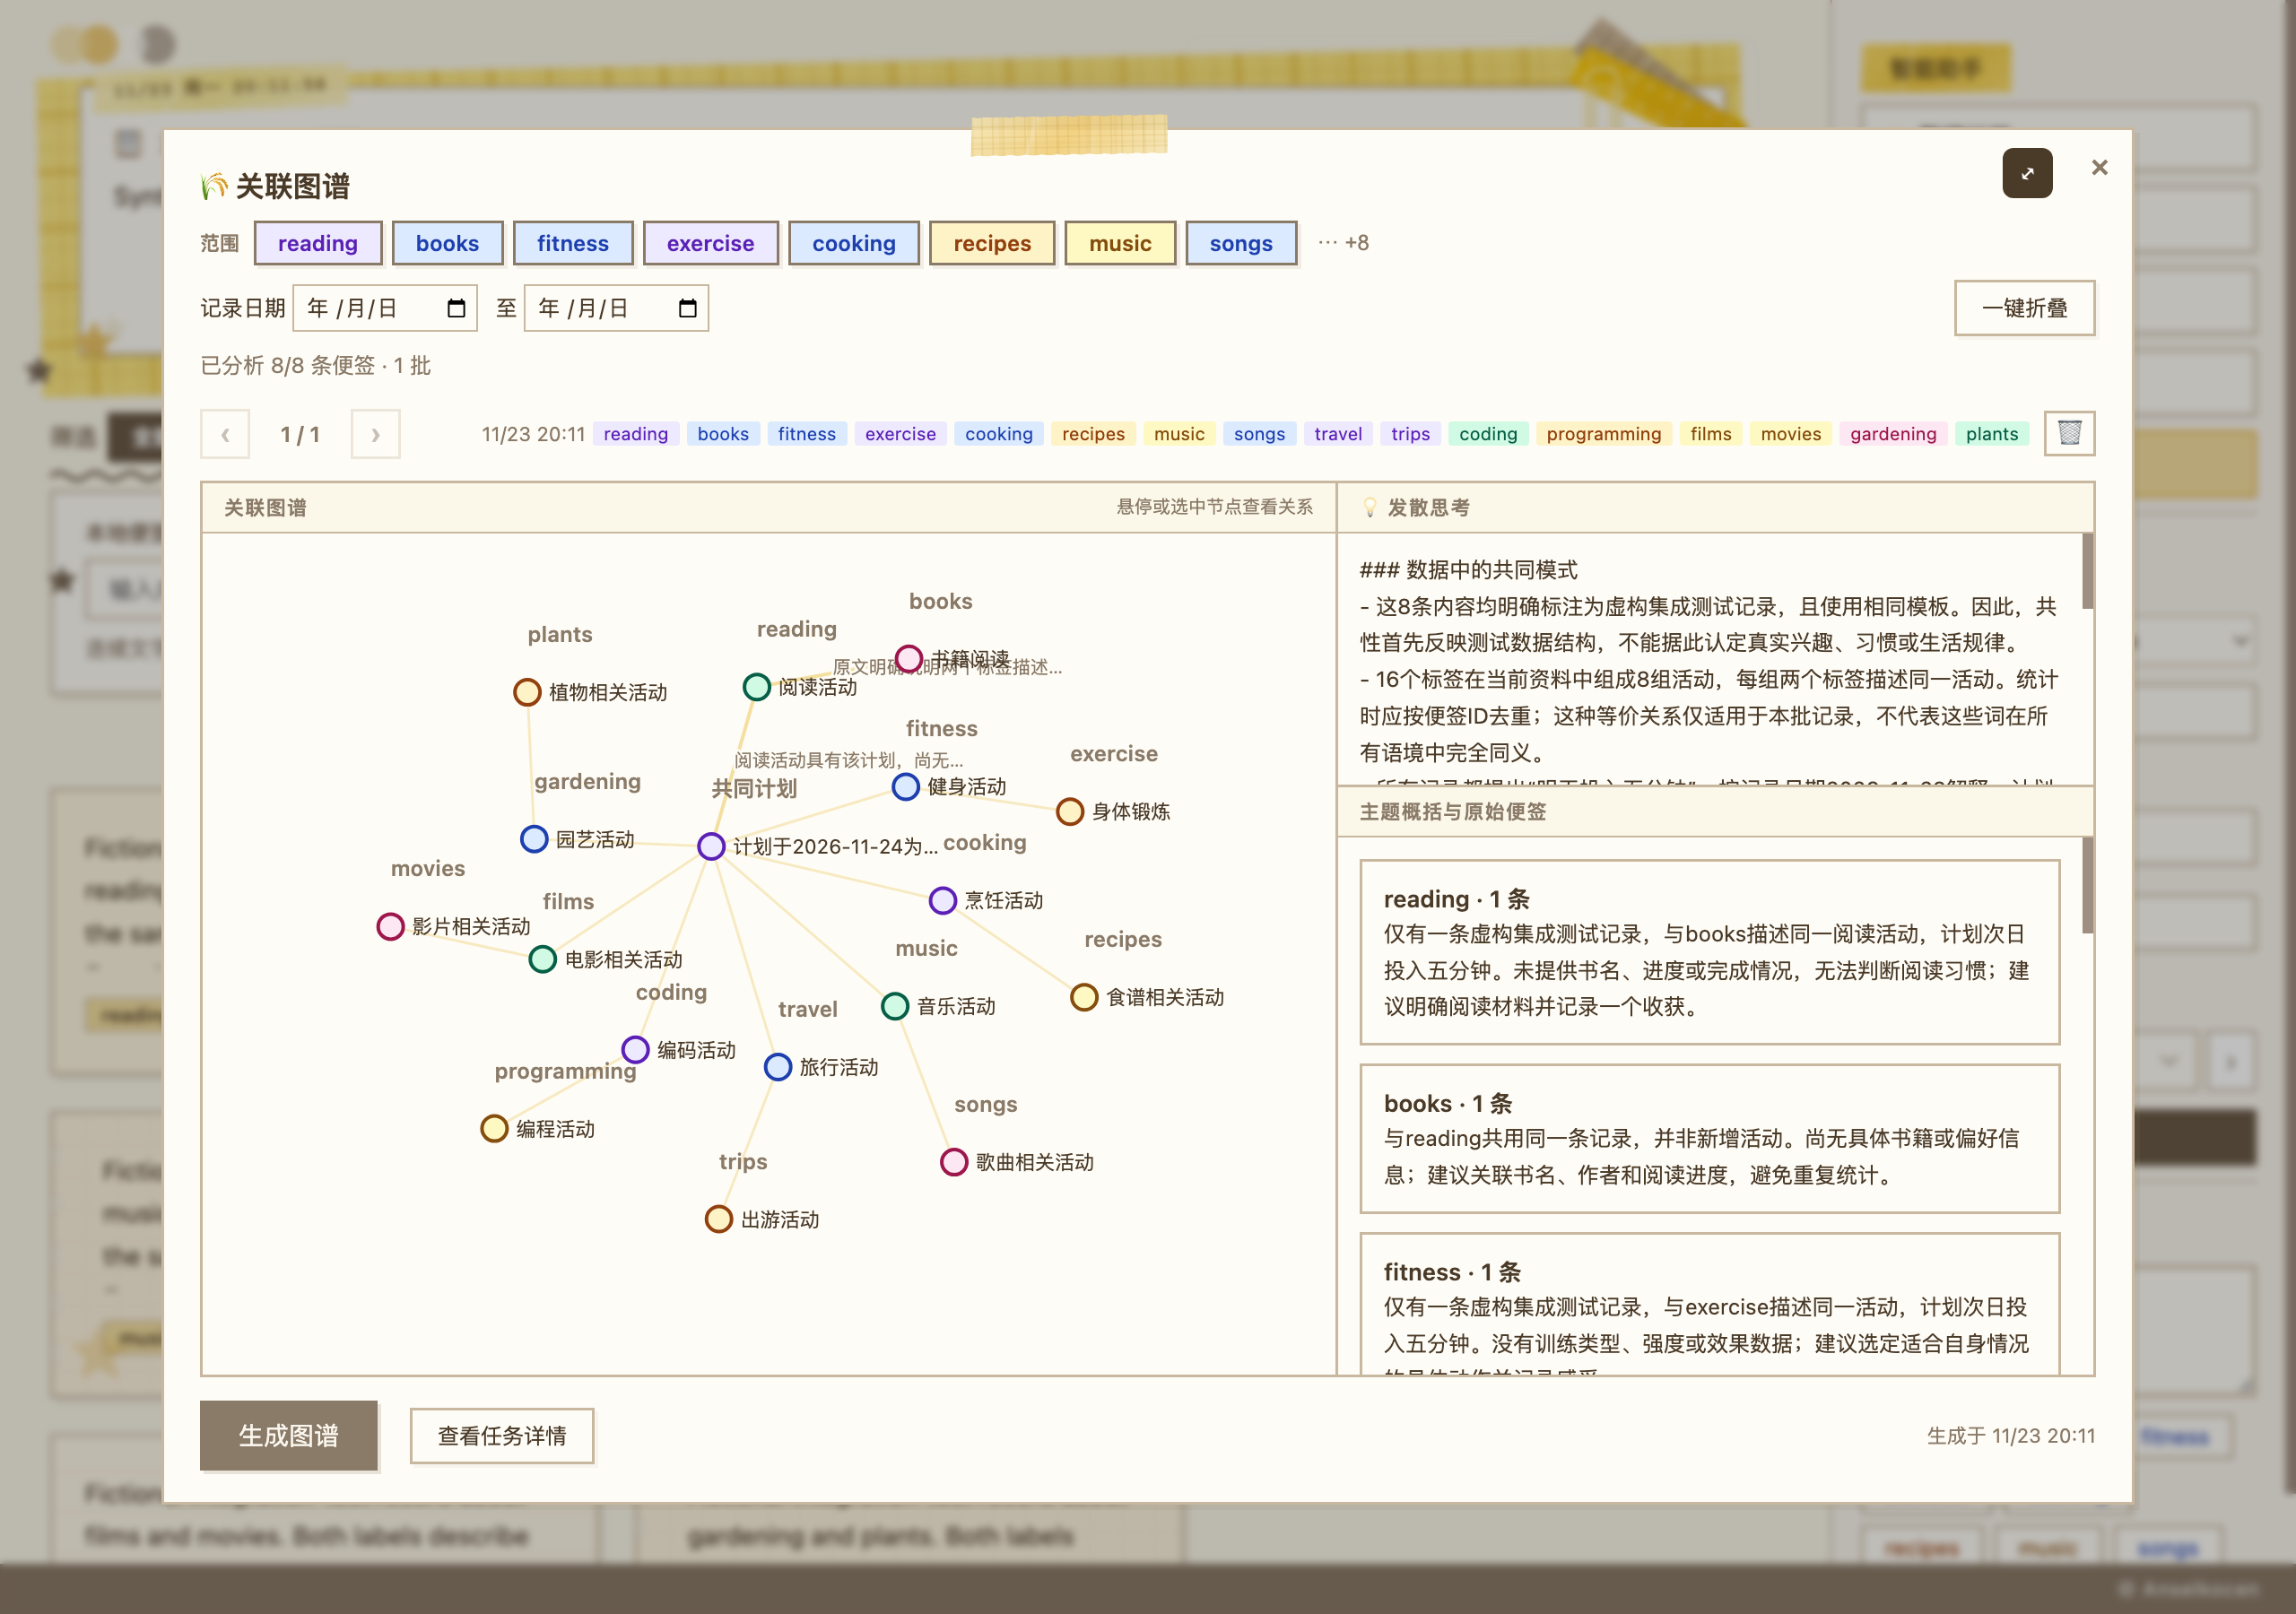 11/23 周一 20:11:50
智能助手
关联图谱
×
范围 reading books fitness exercise cooking recipes music songs ··· +8
记录日期 年 /月/日 至 年 /月/日
一键折叠
已分析 8/8 条便签 · 1 批
‹ 1 / 1 ›
11/23 20:11 reading books fitness exercise cooking recipes music songs travel trips coding programming films movies gardening plants
关联图谱
悬停或选中节点查看关系
books
reading
plants
书籍阅读
阅读活动
植物相关活动
fitness
exercise
阅读活动具有该计划，尚无...
gardening
共同计划
健身活动
身体锻炼
园艺活动
计划于2026-11-24为...
cooking
movies
films
烹饪活动
影片相关活动
电影相关活动
music
recipes
coding
travel
音乐活动
食谱相关活动
编码活动
旅行活动
programming
编程活动
songs
trips
歌曲相关活动
出游活动
💡 发散思考
### 数据中的共同模式
- 这8条内容均明确标注为虚构集成测试记录，且使用相同模板。因此，共
性首先反映测试数据结构，不能据此认定真实兴趣、习惯或生活规律。
- 16个标签在当前资料中组成8组活动，每组两个标签描述同一活动。统计
时应按便签ID去重；这种等价关系仅适用于本批记录，不代表这些词在所
有语境中完全同义。
主题概括与原始便签
reading · 1 条
仅有一条虚构集成测试记录，与books描述同一阅读活动，计划次日
投入五分钟。未提供书名、进度或完成情况，无法判断阅读习惯；建
议明确阅读材料并记录一个收获。
books · 1 条
与reading共用同一条记录，并非新增活动。尚无具体书籍或偏好信
息；建议关联书名、作者和阅读进度，避免重复统计。
fitness · 1 条
仅有一条虚构集成测试记录，与exercise描述同一活动，计划次日投
入五分钟。没有训练类型、强度或效果数据；建议选定适合自身情况
生成图谱
查看任务详情
生成于 11/23 20:11
fitness
films and movies. Both labels describe
gardening and plants. Both labels
recipes music songs